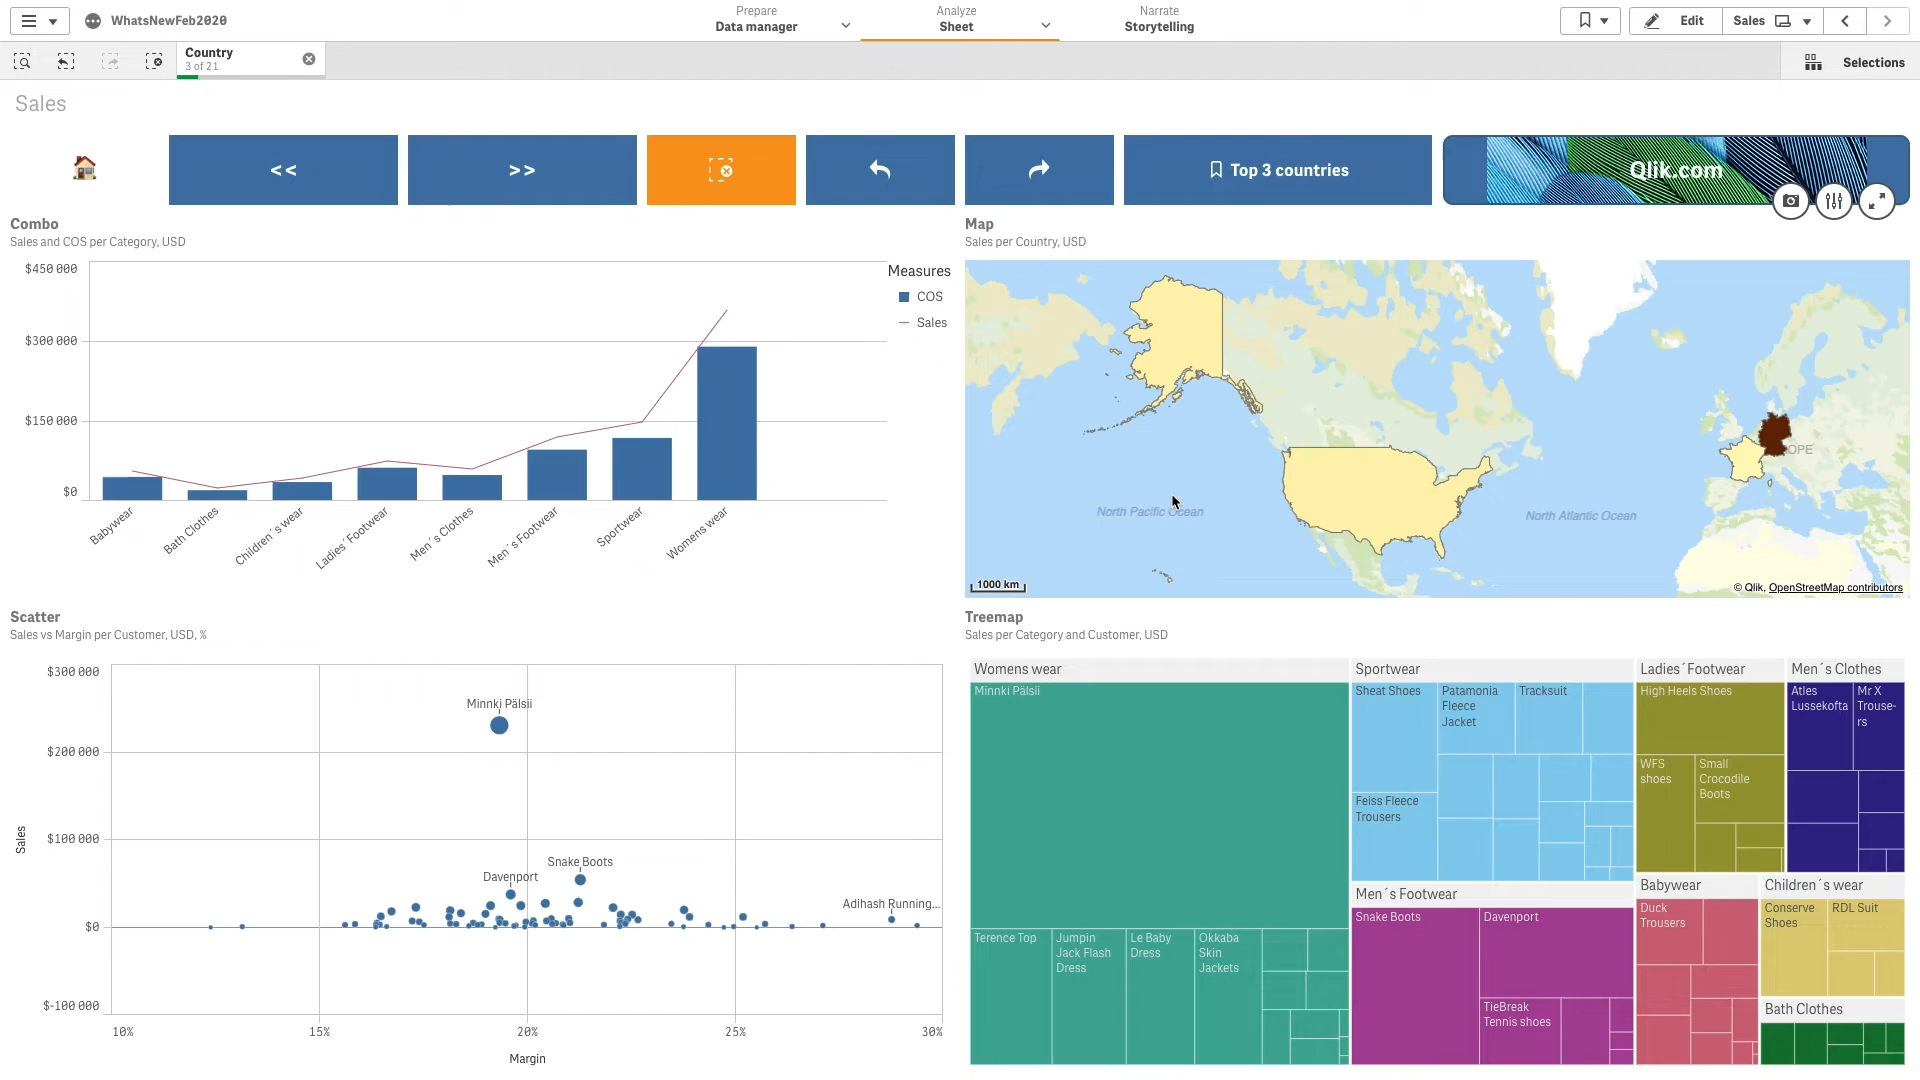 WhatsNewFeb2020
Prepare
Data manager
Analyze
Sheet
Narrate
Storytelling
Edit
Sales
Country
3 of 21
Selections
Sales
<<
>>
Top 3 countries
Qlik.com
Combo
Sales and COS per Category, USD
$450 000
$300 000
$150 000
$0
Babywear
Bath Clothes
Children´s wear
Ladies´Footwear
Men´s Clothes
Men´s Footwear
Sportwear
Womens wear
Measures
COS
Sales
Map
Sales per Country, USD
North Pacific Ocean
North Atlantic Ocean
OPE
1000 km
© Qlik, OpenStreetMap contributors
Scatter
Sales vs Margin per Customer, USD, %
$300 000
$200 000
$100 000
$0
$-100 000
Sales
Minnki Pälsii
Snake Boots
Davenport
Adihash Running...
10%
15%
20%
25%
30%
Margin
Treemap
Sales per Category and Customer, USD
Womens wear
Minnki Pälsii
Terence Top
Jumpin
Jack Flash
Dress
Le Baby
Dress
Okkaba
Skin
Jackets
Sportwear
Sheat Shoes
Patamonia
Fleece
Jacket
Tracksuit
Feiss Fleece
Trousers
Men´s Footwear
Snake Boots
Davenport
TieBreak
Tennis shoes
Ladies´Footwear
High Heels Shoes
WFS
shoes
Small
Crocodile
Boots
Men´s Clothes
Atles
Lussekofta
Mr X
Trouse-
rs
Babywear
Duck
Trousers
Children´s wear
Conserve
Shoes
RDL Suit
Bath Clothes